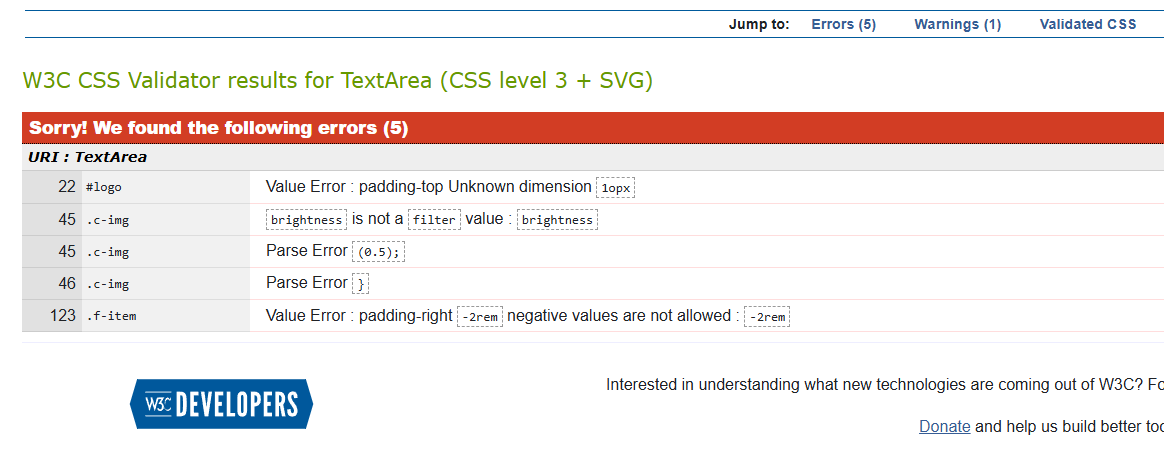 Jump to: Errors (5) Warnings (1) Validated CSS
W3C CSS Validator results for TextArea (CSS level 3 + SVG)
Sorry! We found the following errors (5)
URI : TextArea
22 #logo Value Error : padding-top Unknown dimension 1opx
45 .c-img brightness is not a filter value : brightness
45 .c-img Parse Error (0.5);
46 .c-img Parse Error }
123 .f-item Value Error : padding-right -2rem negative values are not allowed : -2rem
W3C DEVELOPERS
Interested in understanding what new technologies are coming out of W3C? Fo
Donate and help us build better too